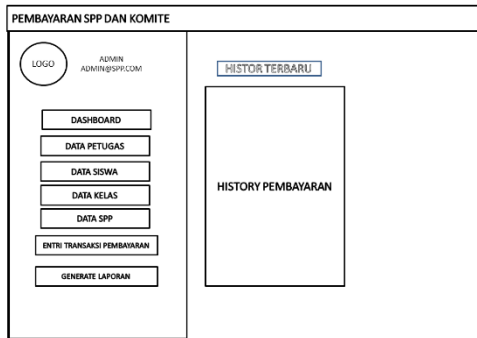 PEMBAYARAN SPP DAN KOMITE
LOGO
ADMIN
ADMIN@SPP.COM
DASHBOARD
DATA PETUGAS
DATA SISWA
DATA KELAS
DATA SPP
ENTRI TRANSAKSI PEMBAYARAN
GENERATE LAPORAN
HISTOR TERBARU
HISTORY PEMBAYARAN